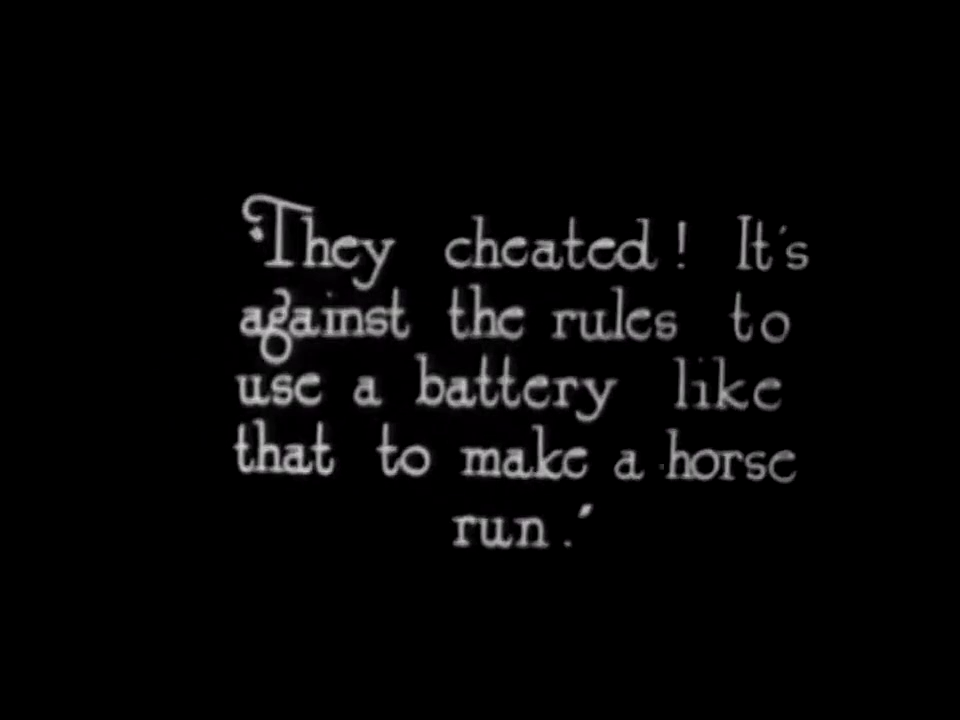 "They cheated! It's
against the rules to
use a battery like
that to make a horse
run."